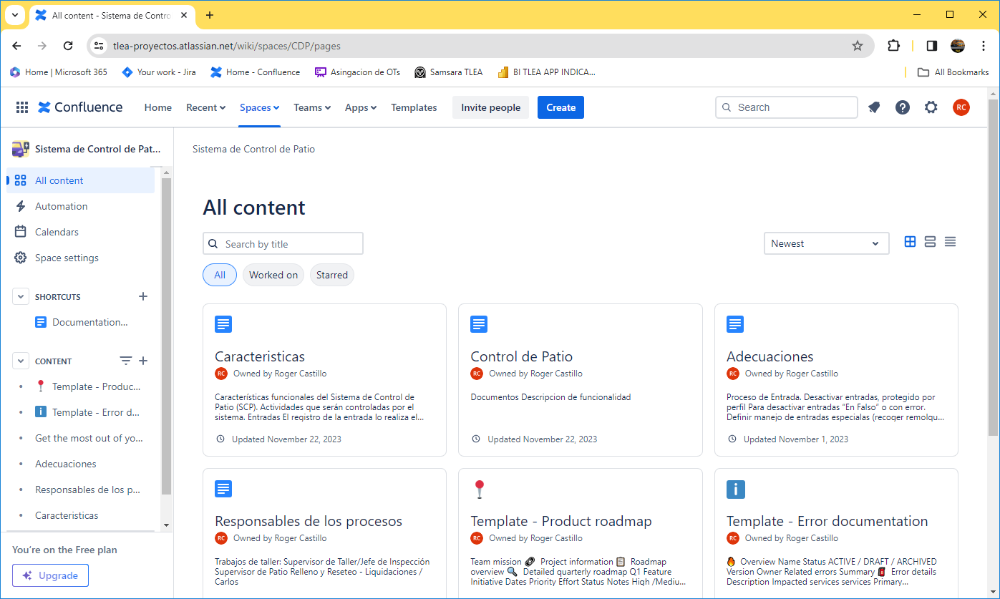 All content - Sistema de Contro
tlea-proyectos.atlassian.net/wiki/spaces/CDP/pages
Home | Microsoft 365
Your work - Jira
Home - Confluence
Asingacion de OTs
Samsara TLEA
BI TLEA APP INDICA...
All Bookmarks
Confluence
Home
Recent
Spaces
Teams
Apps
Templates
Invite people
Create
Search
RC
Sistema de Control de Pat...
All content
Automation
Calendars
Space settings
SHORTCUTS
Documentation...
CONTENT
Template - Produc...
Template - Error d...
Get the most out of yo...
Adecuaciones
Responsables de los p...
Caracteristicas
You're on the Free plan
Upgrade
Sistema de Control de Patio
All content
Search by title
Newest
All
Worked on
Starred
Caracteristicas
RC Owned by Roger Castillo
Características funcionales del Sistema de Control de
Patio (SCP). Actividades que serán controladas por el
sistema. Entradas El registro de la entrada lo realiza el...
Updated November 22, 2023
Control de Patio
RC Owned by Roger Castillo
Documentos Descripcion de funcionalidad
Updated November 22, 2023
Adecuaciones
RC Owned by Roger Castillo
Proceso de Entrada. Desactivar entradas, protegido por
perfil Para desactivar entradas “En Falso” o con error.
Definir manejo de entradas especialas (recoger remolqu...
Updated November 1, 2023
Responsables de los procesos
RC Owned by Roger Castillo
Trabajos de taller: Supervisor de Taller/Jefe de Inspección
Supervisor de Patio Relleno y Reseteo - Liquidaciones /
Carlos
Template - Product roadmap
RC Owned by Roger Castillo
Team mission 🔗 Project information 📋 Roadmap
overview 🔍 Detailed quarterly roadmap Q1 Feature
Initiative Dates Priority Effort Status Notes High /Mediu...
Template - Error documentation
RC Owned by Roger Castillo
🔥 Overview Name Status ACTIVE / DRAFT / ARCHIVED
Version Owner Related errors Summary 🧯 Error details
Description Impacted services services Primary...